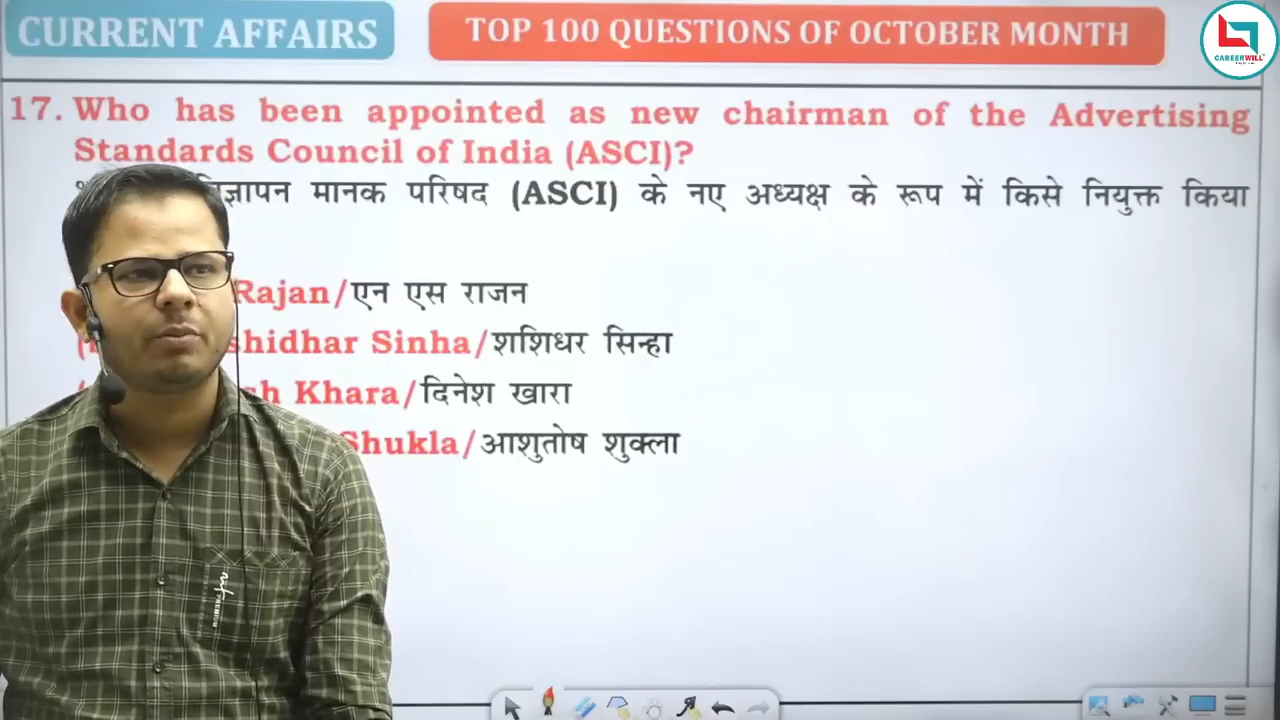 CURRENT AFFAIRS
TOP 100 QUESTIONS OF OCTOBER MONTH
CAREERWILL
17. Who has been appointed as new chairman of the Advertising
Standards Council of India (ASCI)?
विज्ञापन मानक परिषद (ASCI) के नए अध्यक्ष के रूप में किसे नियुक्त किया
Rajan/एन एस राजन
shidhar Sinha/शशिधर सिन्हा
sh Khara/दिनेश खारा
Shukla/आशुतोष शुक्ला
PREMIUM